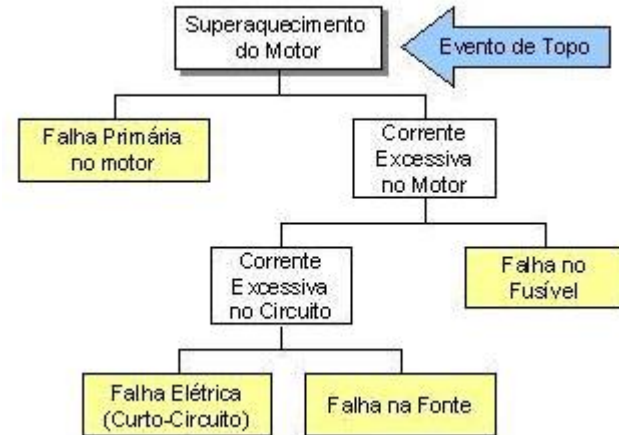 Superaquecimento
do Motor
Evento de Topo
Falha Primária
no motor
Corrente
Excessiva
no Motor
Corrente
Excessiva
no Circuito
Falha no
Fusível
Falha Elétrica
(Curto-Circuito)
Falha na Fonte